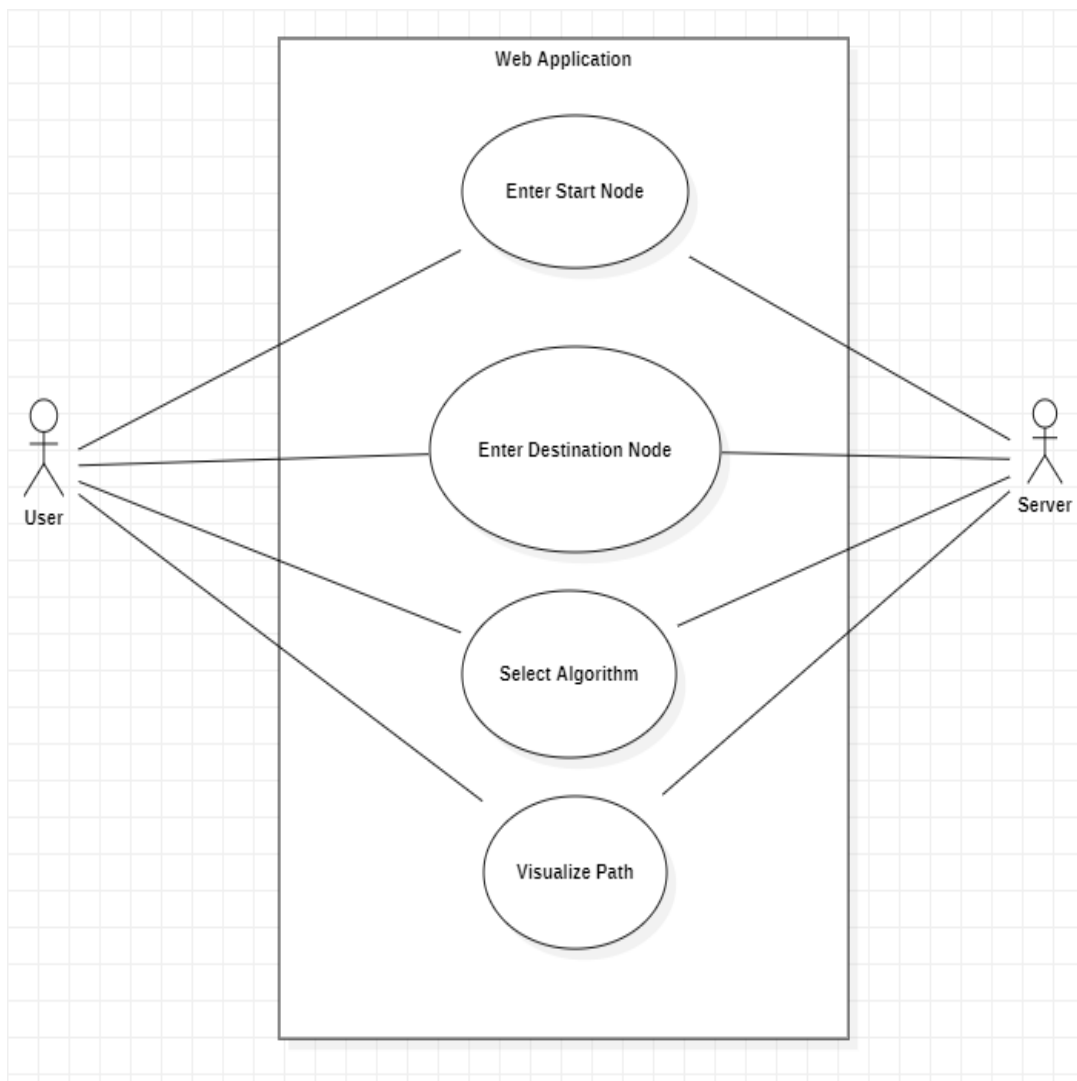 Web Application
Enter Start Node
Enter Destination Node
User
Server
Select Algorithm
Visualize Path